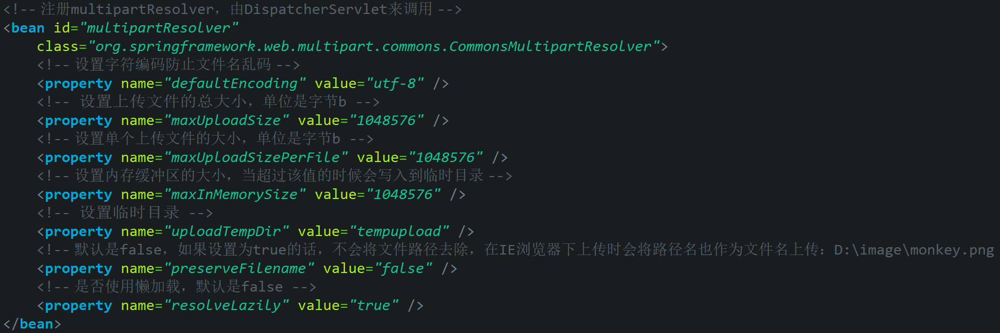 <!-- 注册multipartResolver，由DispatcherServlet来调用 -->
<bean id="multipartResolver"
    class="org.springframework.web.multipart.commons.CommonsMultipartResolver">
    <!-- 设置字符编码防止文件名乱码 -->
    <property name="defaultEncoding" value="utf-8" />
    <!-- 设置上传文件的总大小，单位是字节b -->
    <property name="maxUploadSize" value="1048576" />
    <!-- 设置单个上传文件的大小，单位是字节b -->
    <property name="maxUploadSizePerFile" value="1048576" />
    <!-- 设置内存缓冲区的大小，当超过该值的时候会写入到临时目录 -->
    <property name="maxInMemorySize" value="1048576" />
    <!-- 设置临时目录 -->
    <property name="uploadTempDir" value="tempupload" />
    <!-- 默认是false，如果设置为true的话，不会将文件路径去除，在IE浏览器下上传时会将路径名也作为文件名上传：D:\image\monkey.png
    <property name="preserveFilename" value="false" />
    <!-- 是否使用懒加载，默认是false -->
    <property name="resolveLazily" value="true" />
</bean>